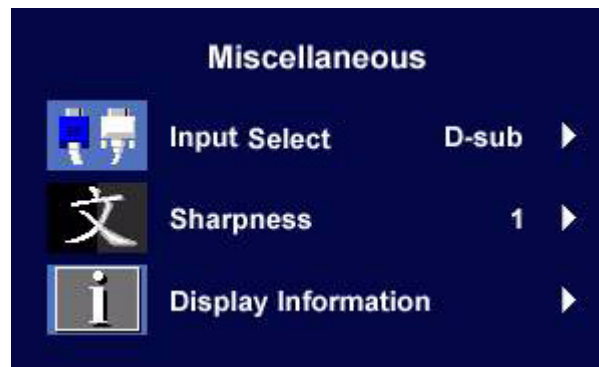 Miscellaneous
Input Select D-sub
文 Sharpness 1
i Display Information